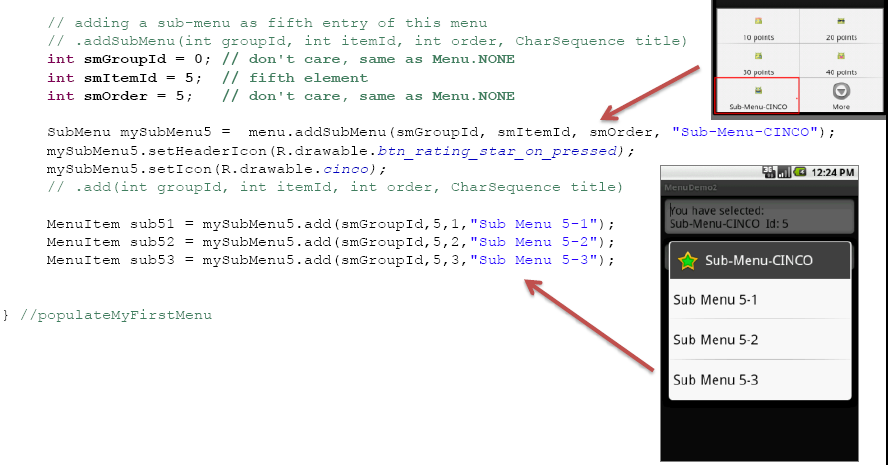 // adding a sub-menu as fifth entry of this menu
// .addSubMenu(int groupId, int itemId, int order, CharSequence title)
int smGroupId = 0; // don't care, same as Menu.NONE
int smItemId = 5;  // fifth element
int smOrder = 5;   // don't care, same as Menu.NONE
SubMenu mySubMenu5 =  menu.addSubMenu(smGroupId, smItemId, smOrder, "Sub-Menu-CINCO");
mySubMenu5.setHeaderIcon(R.drawable.btn_rating_star_on_pressed);
mySubMenu5.setIcon(R.drawable.cinco);
// .add(int groupId, int itemId, int order, CharSequence title)
MenuItem sub51 = mySubMenu5.add(smGroupId,5,1,"Sub Menu 5-1");
MenuItem sub52 = mySubMenu5.add(smGroupId,5,2,"Sub Menu 5-2");
MenuItem sub53 = mySubMenu5.add(smGroupId,5,3,"Sub Menu 5-3");
} //populateMyFirstMenu
10 points
20 points
30 points
40 points
Sub-Menu-CINCO
More
3G
12:24 PM
MenuDemo2
You have selected:
Sub-Menu-CINCO Id: 5
Sub-Menu-CINCO
Sub Menu 5-1
Sub Menu 5-2
Sub Menu 5-3